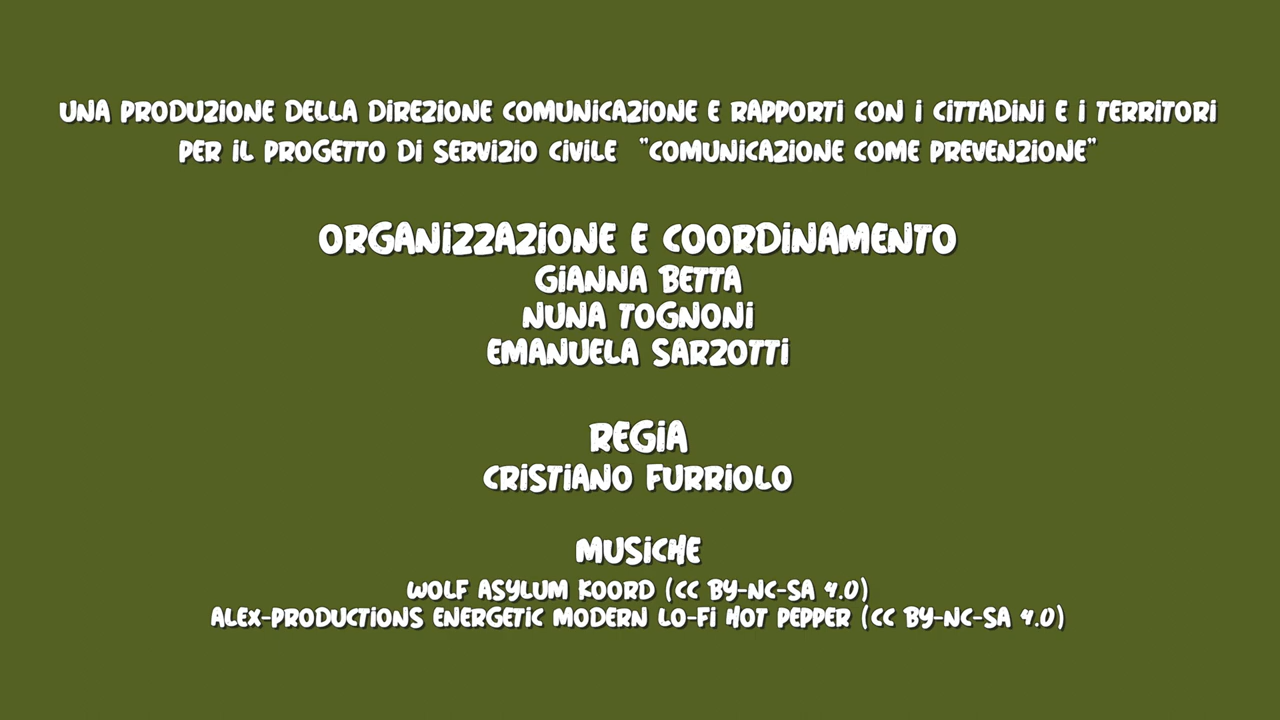 UNA PRODUZIONE DELLA DIREZIONE COMUNICAZIONE E RAPPORTI CON I CITTADINI E I TERRITORI
PER IL PROGETTO DI SERVIZIO CIVILE "COMUNICAZIONE COME PREVENZIONE"
ORGANIZZAZIONE E COORDINAMENTO
GIANNA BETTA
NUNA TOGNONI
EMANUELA SARZOTTI
REGIA
CRISTIANO FURRIOLO
MUSICHE
WOLF ASYLUM KOORD (CC BY-NC-SA 4.0)
ALEX-PRODUCTIONS ENERGETIC MODERN LO-FI HOT PEPPER (CC BY-NC-SA 4.0)